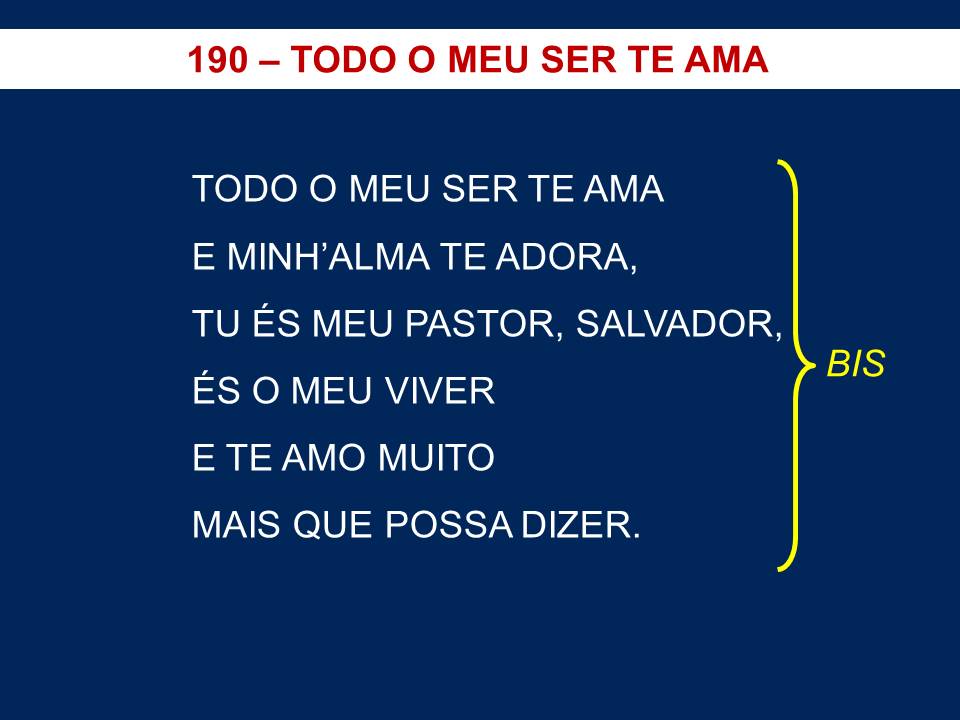 190 – TODO O MEU SER TE AMA
TODO O MEU SER TE AMA
E MINH’ALMA TE ADORA,
TU ÉS MEU PASTOR, SALVADOR,
ÉS O MEU VIVER
E TE AMO MUITO
MAIS QUE POSSA DIZER.
BIS